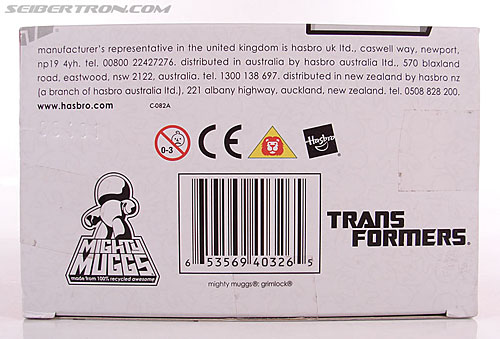 SEIBERTRON.COM
manufacturer's representative in the united kingdom is hasbro uk ltd., caswell way, newport,
np19 4yh. tel. 00800 22427276. distributed in australia by hasbro australia ltd., 570 blaxland
road, eastwood, nsw 2122, australia. tel. 1300 138 697. distributed in new zealand by hasbro nz
(a branch of hasbro australia ltd.), 221 albany highway, auckland, new zealand. tel. 0508 828 200.
www.hasbro.com C-082A
0-3
CE
Hasbro
MIGHTY
MUGGS
made from 100% recycled awesome
6 53569 40326 5
mighty muggs®: grimlock®
TRANS
FORMERS®